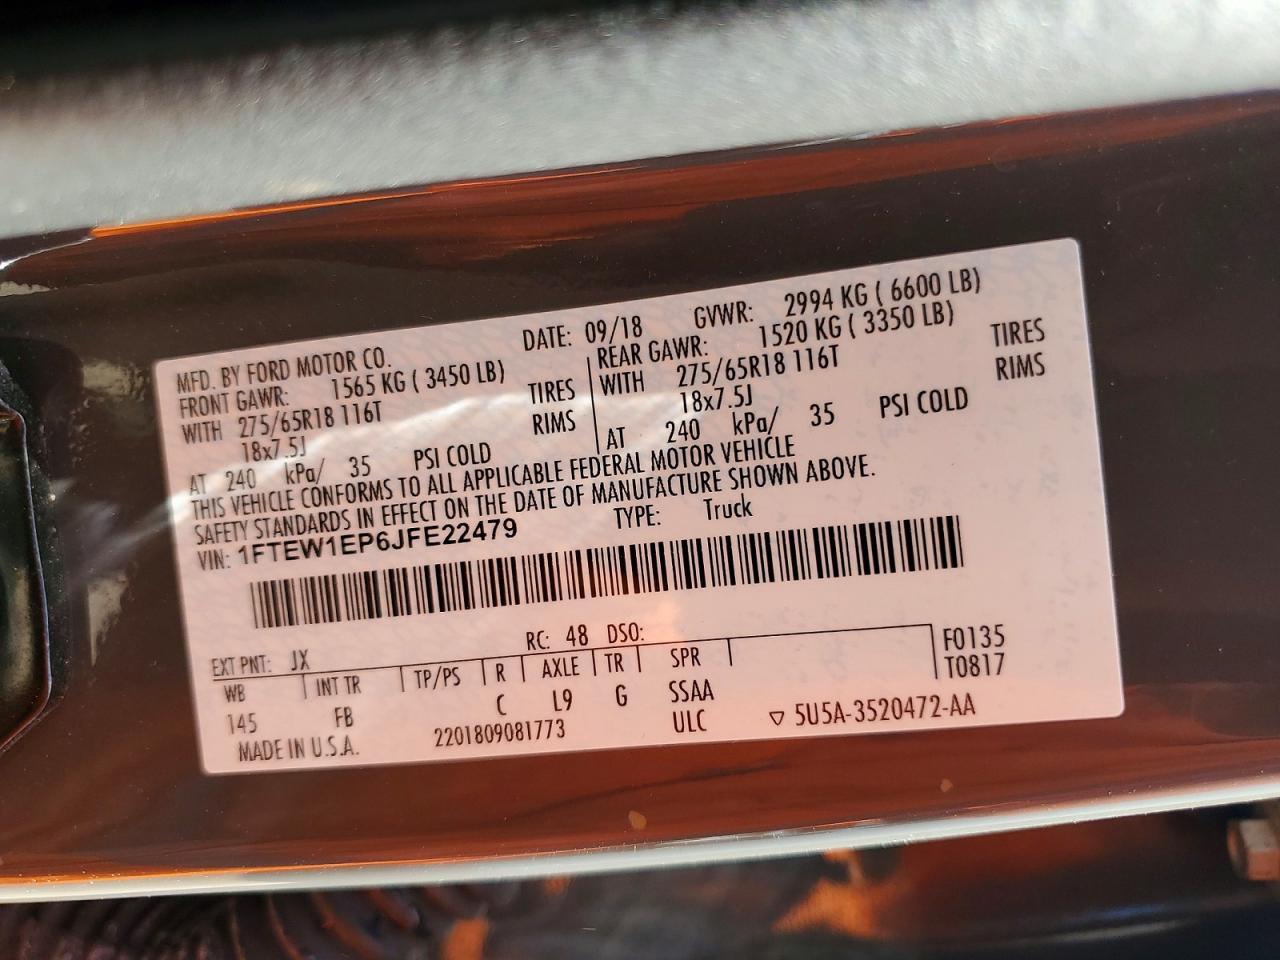 MFD. BY FORD MOTOR CO. DATE: 09/18 GVWR: 2994 KG ( 6600 LB)
FRONT GAWR: 1565 KG ( 3450 LB) REAR GAWR: 1520 KG ( 3350 LB)
WITH 275/65R18 116T TIRES WITH 275/65R18 116T TIRES
18x7.5J RIMS 18x7.5J RIMS
AT 240 kPa/ 35 PSI COLD AT 240 kPa/ 35 PSI COLD
THIS VEHICLE CONFORMS TO ALL APPLICABLE FEDERAL MOTOR VEHICLE
SAFETY STANDARDS IN EFFECT ON THE DATE OF MANUFACTURE SHOWN ABOVE.
VIN: 1FTEW1EP6JFE22479 TYPE: Truck
EXT PNT: JX RC: 48 DSO: F0135
WB INT TR TP/PS R AXLE TR SPR T0817
145 FB C L9 G SSAA
MADE IN U.S.A. 2201809081773 ULC ▽ 5U5A-3520472-AA